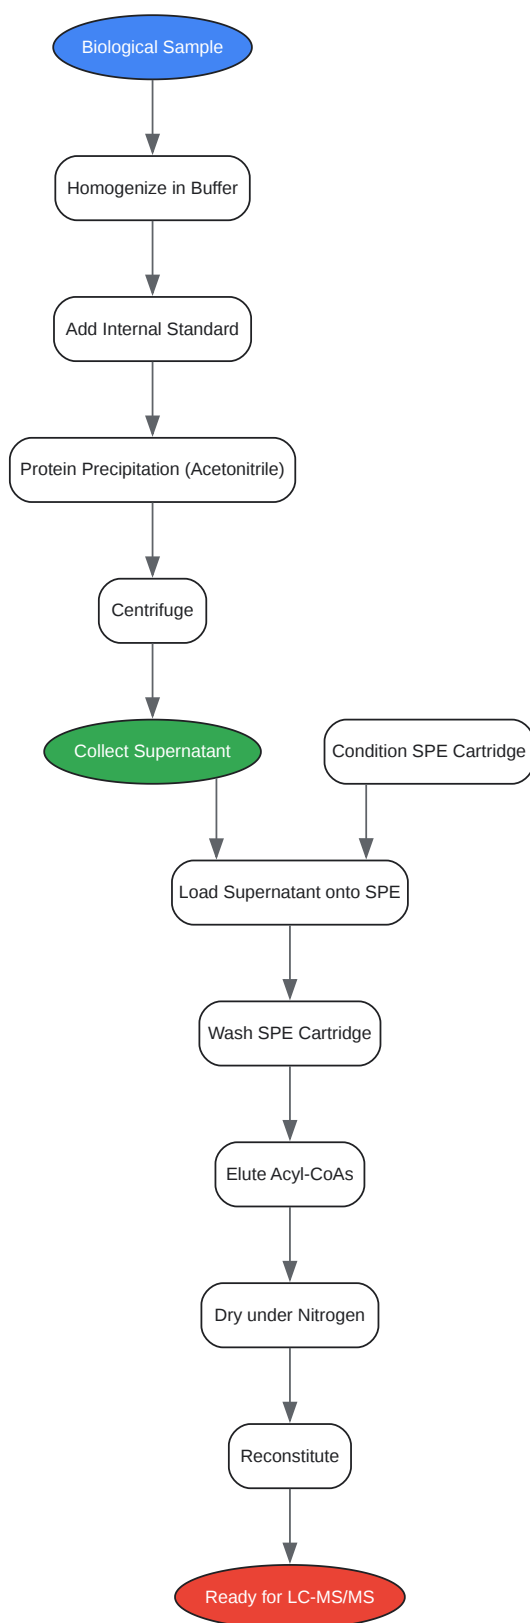 Biological Sample
Homogenize in Buffer
Add Internal Standard
Protein Precipitation (Acetonitrile)
Centrifuge
Collect Supernatant
Condition SPE Cartridge
Load Supernatant onto SPE
Wash SPE Cartridge
Elute Acyl-CoAs
Dry under Nitrogen
Reconstitute
Ready for LC-MS/MS